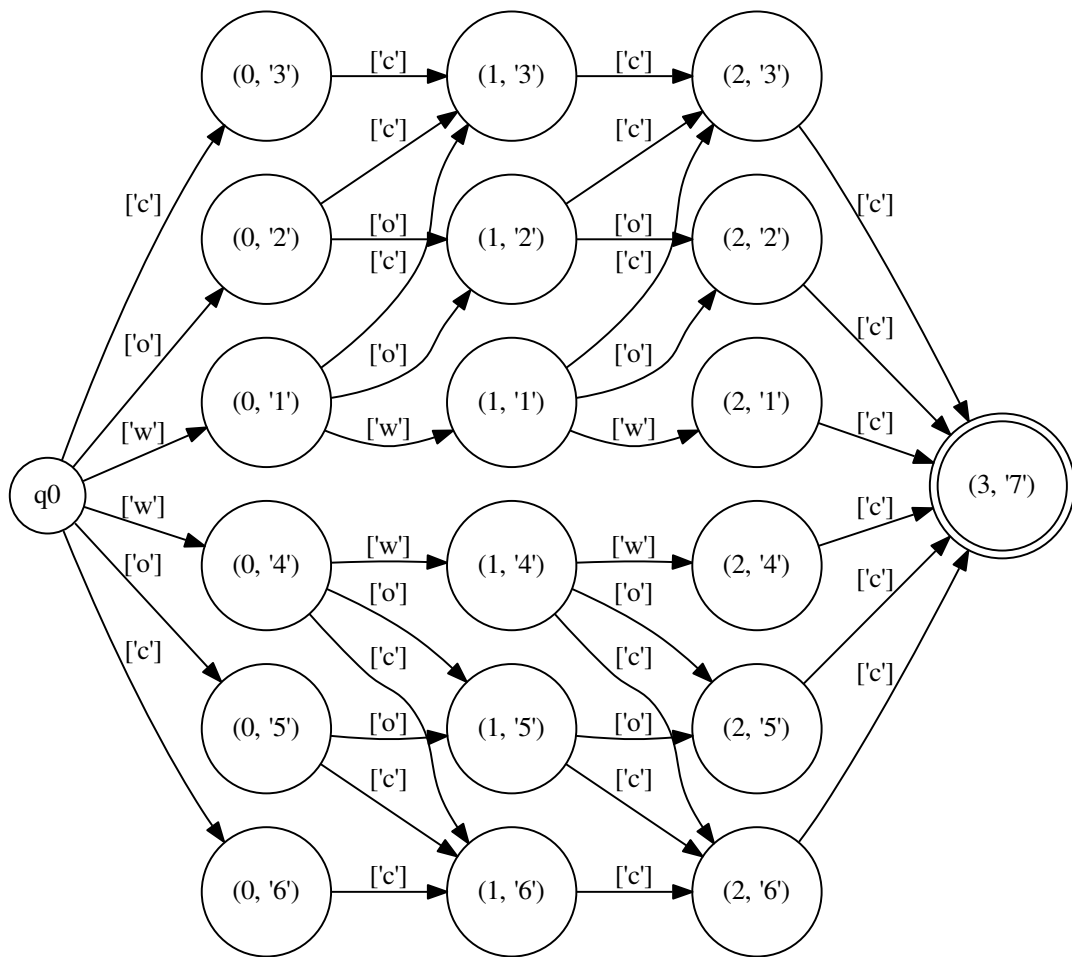 (0, '3') ['c'] (1, '3') ['c'] (2, '3')
['c'] ['c']
['c'] ['c']
(0, '2') ['o'] (1, '2') ['o'] (2, '2')
['c'] ['c']
['c']
['o'] ['o'] ['o']
(0, '1') (1, '1') (2, '1')
['w'] ['w'] ['w'] ['c']
q0 (3, '7')
['w'] ['c']
['w'] ['w']
(0, '4') (1, '4') (2, '4')
['o'] ['o'] ['o'] ['c']
['c'] ['c'] ['c']
['c']
(0, '5') ['o'] (1, '5') ['o'] (2, '5')
['c'] ['c']
(0, '6') ['c'] (1, '6') ['c'] (2, '6')